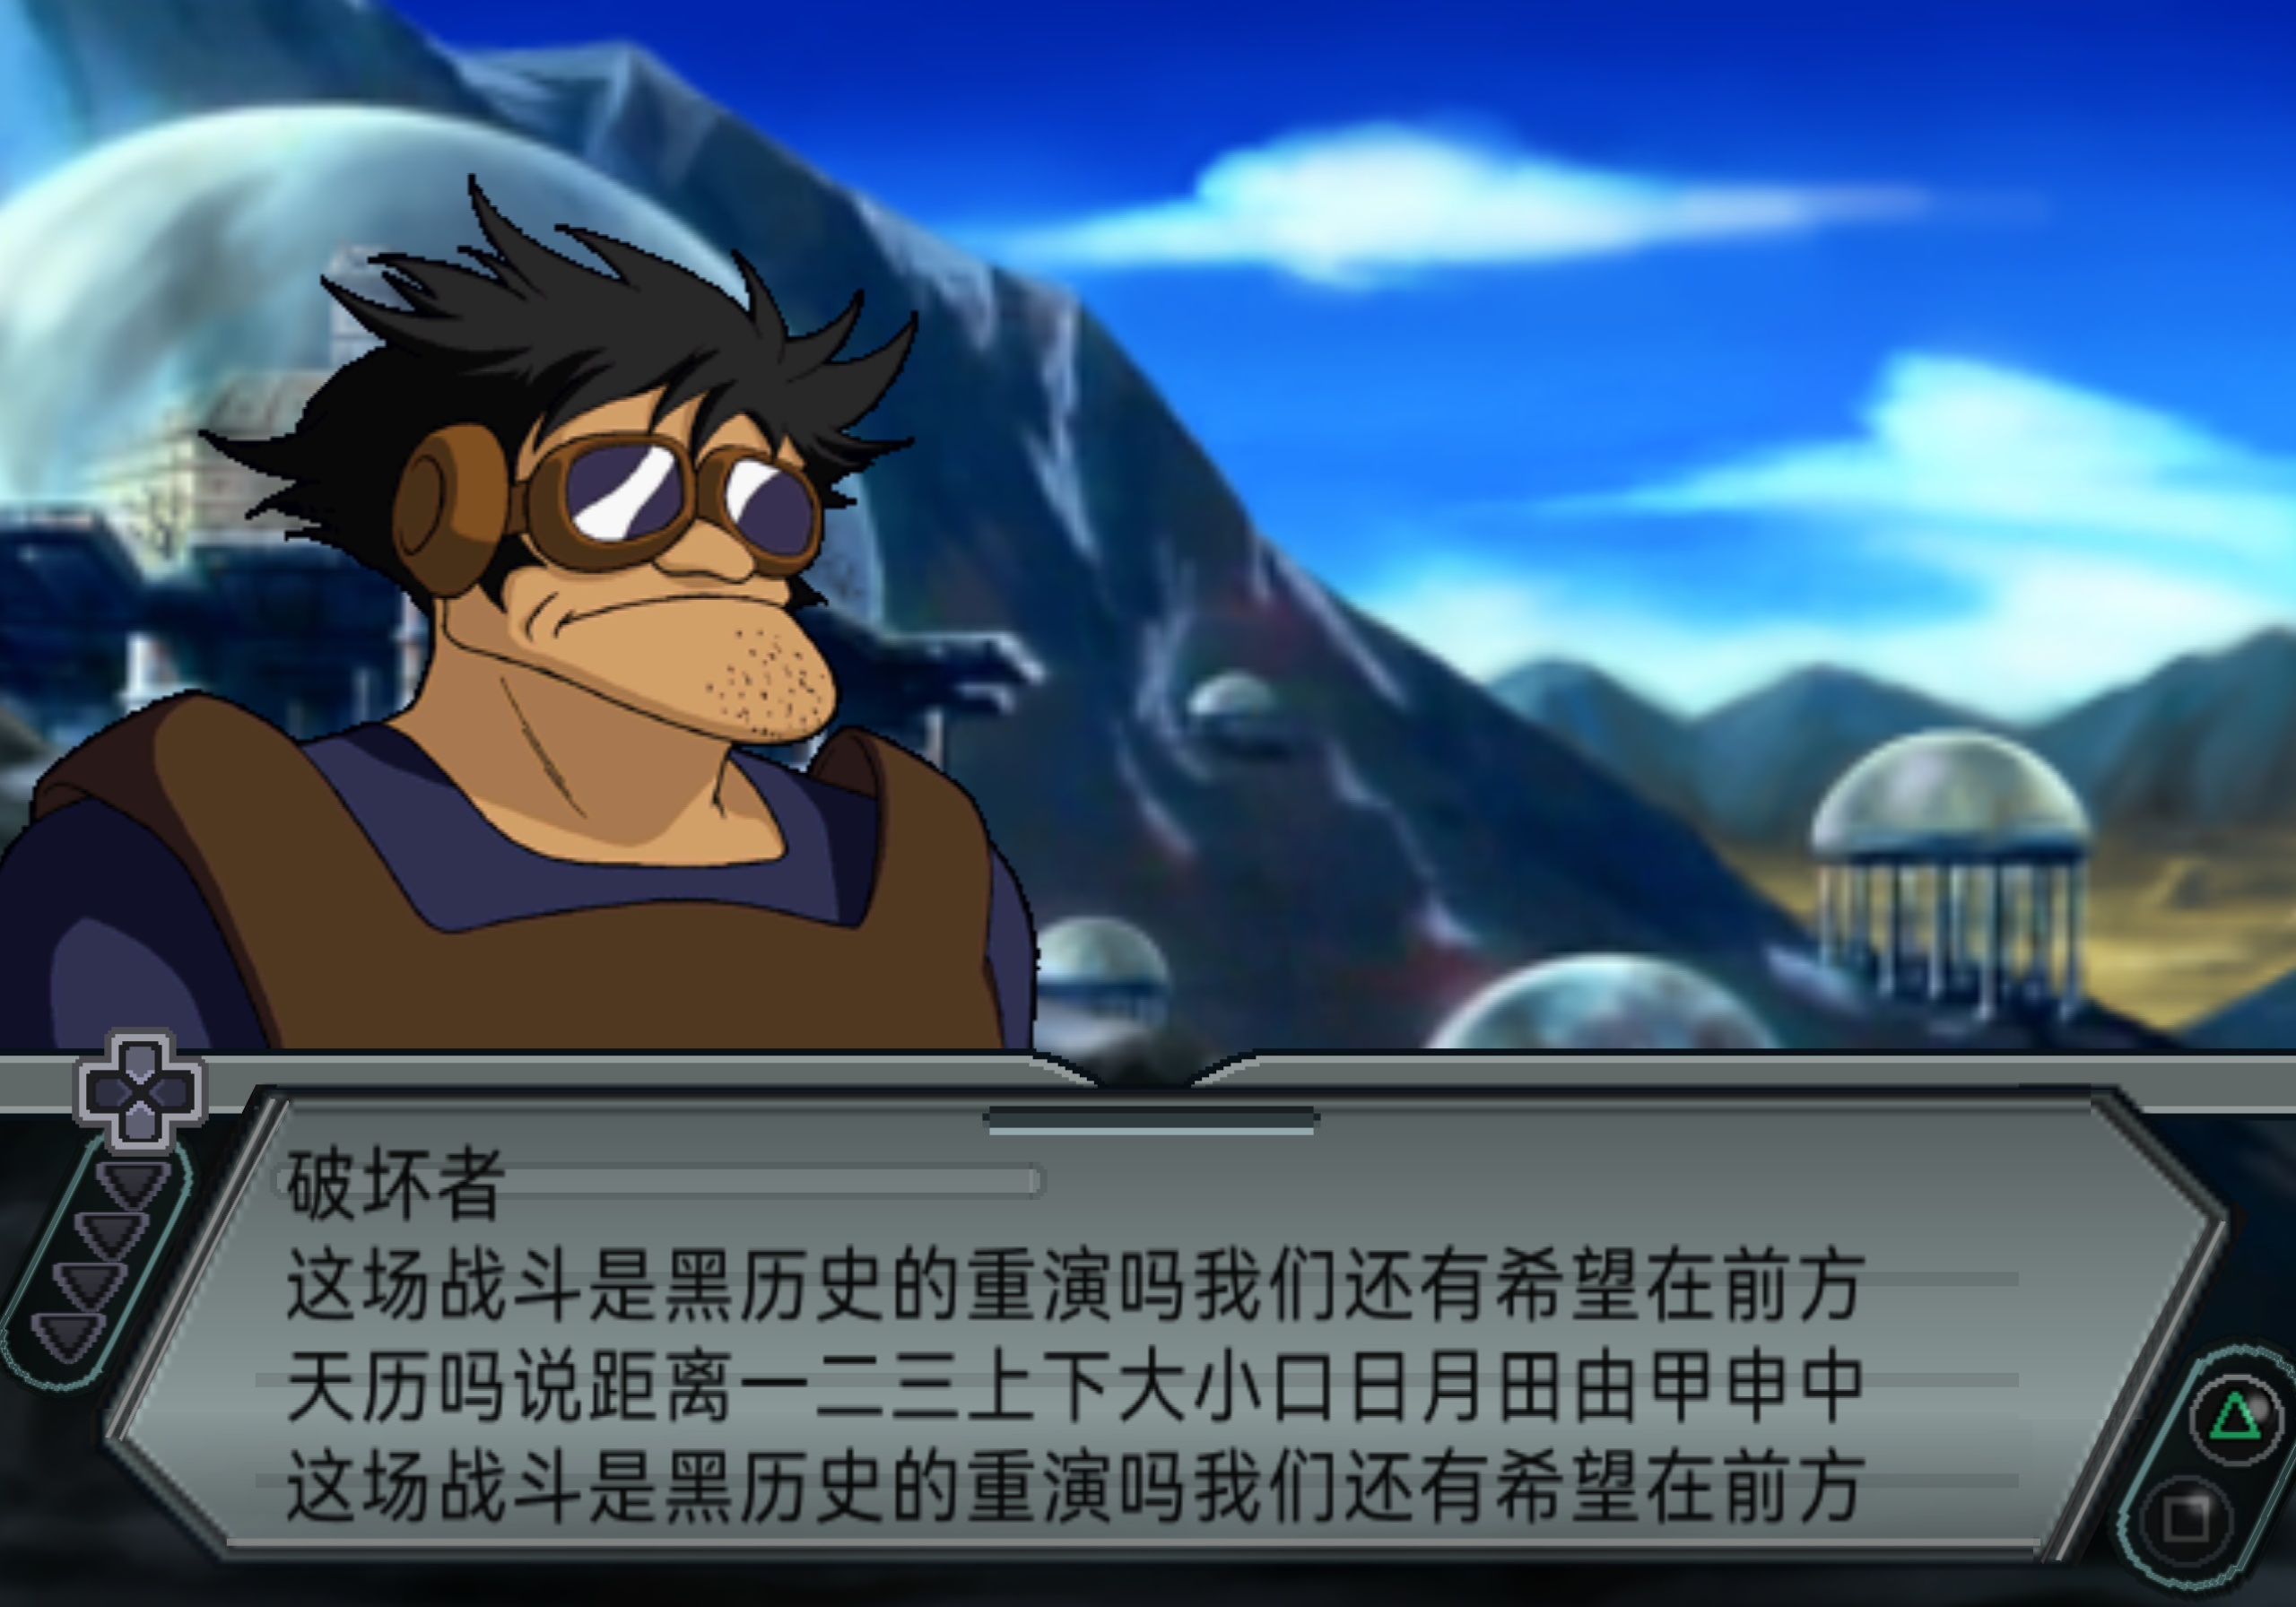 破坏者
这场战斗是黑历史的重演吗我们还有希望在前方
天历吗说距离一 二三上下大小口日月田由甲申中
这场战斗是黑历史的重演吗我们还有希望在前方